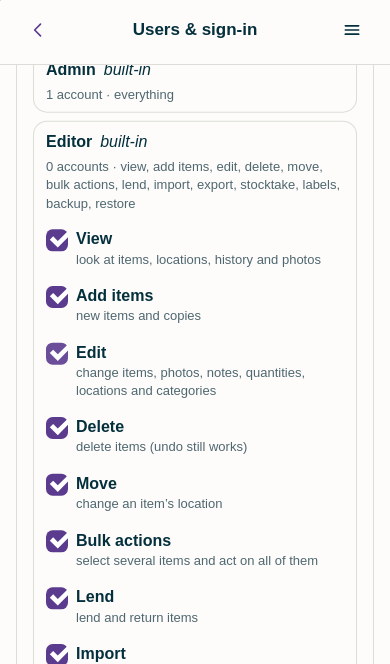 Users & sign-in
Admin built-in
1 account · everything
Editor built-in
0 accounts · view, add items, edit, delete, move,
bulk actions, lend, import, export, stocktake, labels,
backup, restore
View
look at items, locations, history and photos
Add items
new items and copies
Edit
change items, photos, notes, quantities,
locations and categories
Delete
delete items (undo still works)
Move
change an item’s location
Bulk actions
select several items and act on all of them
Lend
lend and return items
Import